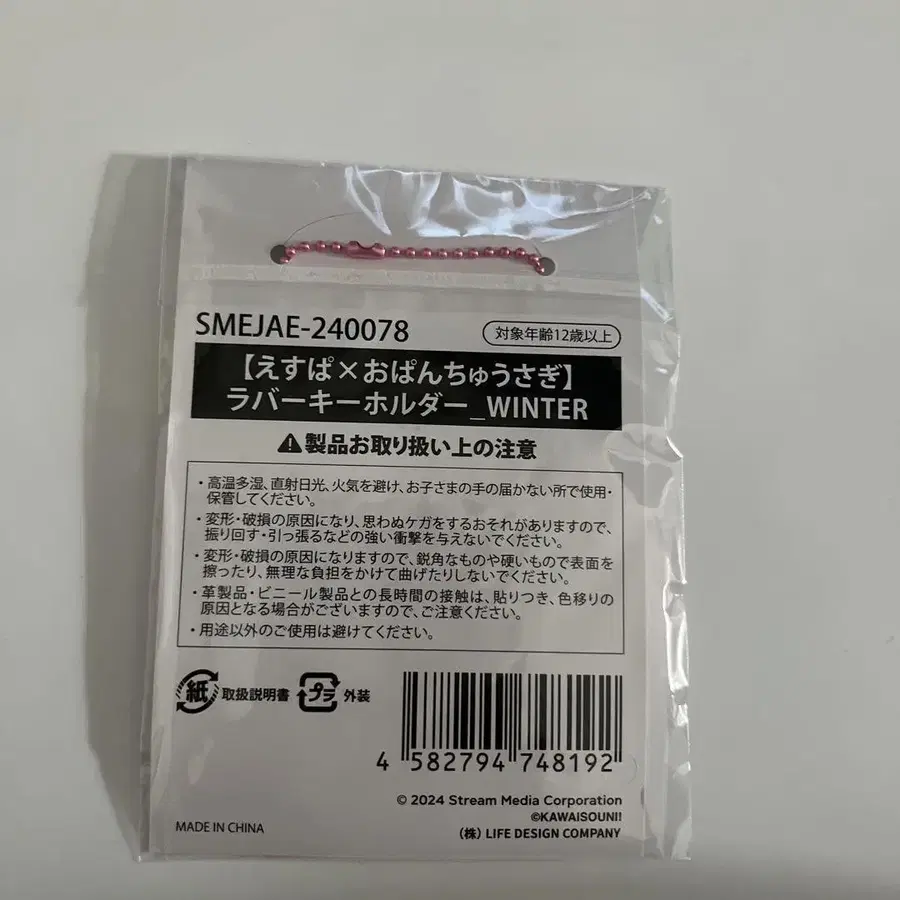 SMEJAE-240078
対象年齢12歳以上
【えすぱ×おぱんちゅうさぎ】
ラバーキーホルダー_WINTER
⚠製品お取り扱い上の注意
・高温多湿、直射日光、火気を避け、お子さまの手の届かない所で使用・
保管してください。
・変形・破損の原因になり、思わぬケガをするおそれがありますので、
振り回す・引っ張るなどの強い衝撃を与えないでください。
・変形・破損の原因になりますので、鋭角なものや硬いもので表面を
擦ったり、無理な負担をかけて曲げたりしないでください。
・革製品・ビニール製品との長時間の接触は、貼りつき、色移りの
原因となる場合がございますので、ご注意ください。
・用途以外のご使用は避けてください。
紙 取扱説明書 プラ 外装
4 582794 748192
© 2024 Stream Media Corporation
©KAWAISOUNI!
(株) LIFE DESIGN COMPANY
MADE IN CHINA